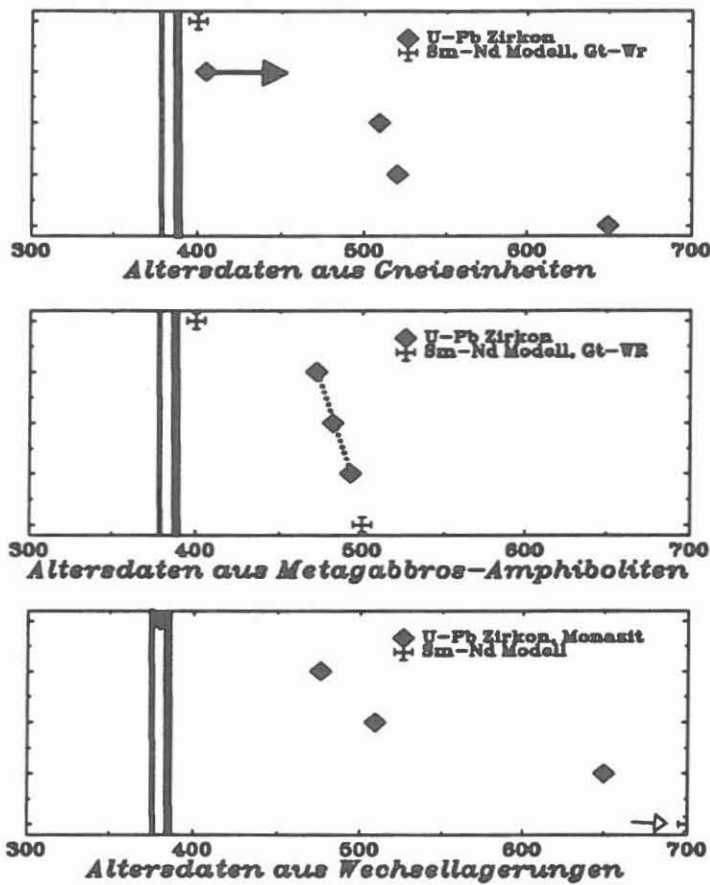 U-Pb Zirkon
Sm-Nd Modell, Gt-Wr
300 400 500 600 700
Altersdaten aus Gneiseinheiten
U-Pb Zirkon
Sm-Nd Modell, Gt-WR
300 400 500 600 700
Altersdaten aus Metagabbros-Amphiboliten
U-Pb Zirkon, Monazit
Sm-Nd Modell
300 400 500 600 700
Altersdaten aus Wechsellagerungen